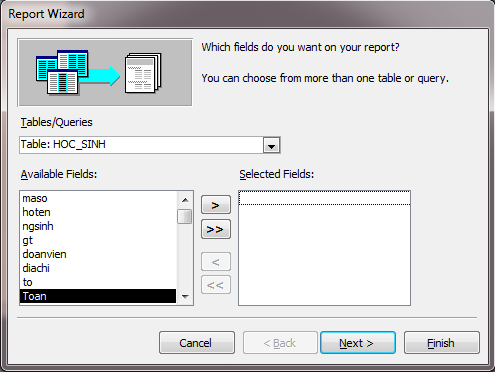 Report Wizard
Which fields do you want on your report?
You can choose from more than one table or query.
Tables/Queries
Table: HOC_SINH
Available Fields:
Selected Fields:
maso
hoten
ngsinh
gt
doanvien
diachi
to
Toan
>
>>
<
<<
Cancel
< Back
Next >
Finish